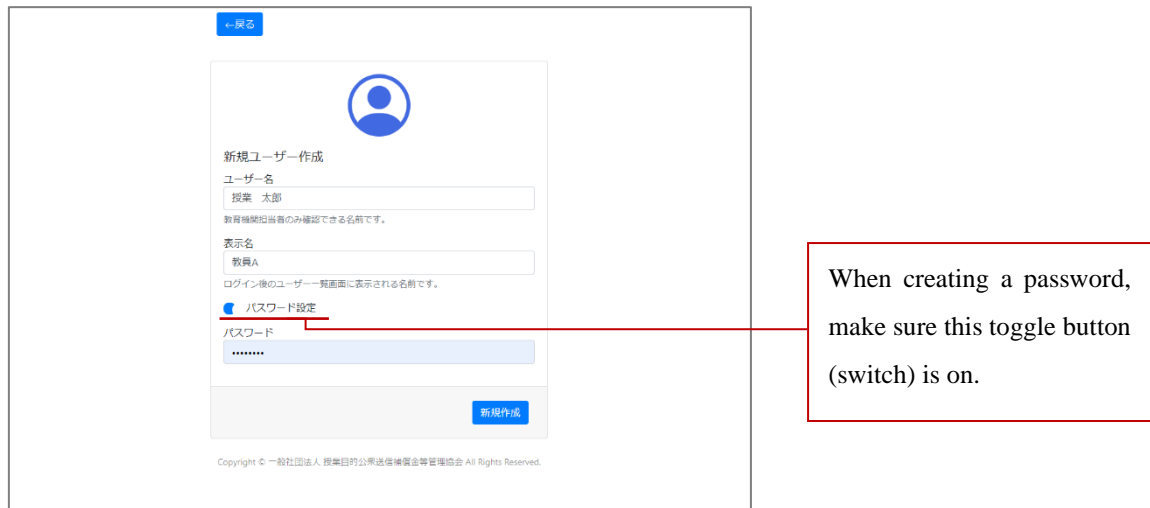 ←戻る
新規ユーザー作成
ユーザー名
授業　太郎
教育機関担当者のみ確認できる名前です。
表示名
教員A
ログイン後のユーザー一覧画面に表示される名前です。
パスワード設定
パスワード
••••••••
新規作成
Copyright © 一般社団法人 授業目的公衆送信補償金等管理協会 All Rights Reserved.
When creating a password,
make sure this toggle button
(switch) is on.